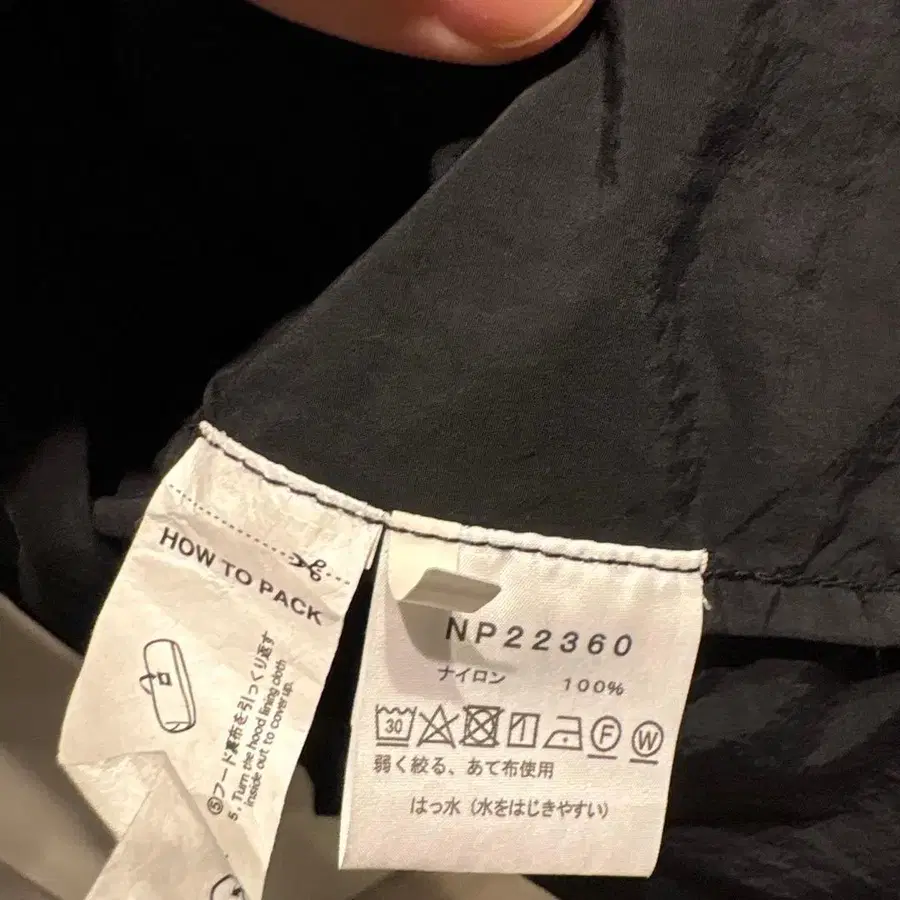 HOW TO PACK
⑤フード裏布を引っくり返す
5. Turn the hood lining cloth
inside out to cover up.
NP22360
ナイロン 100%
30 F W
弱く絞る、あて布使用
はっ水（水をはじきやすい）